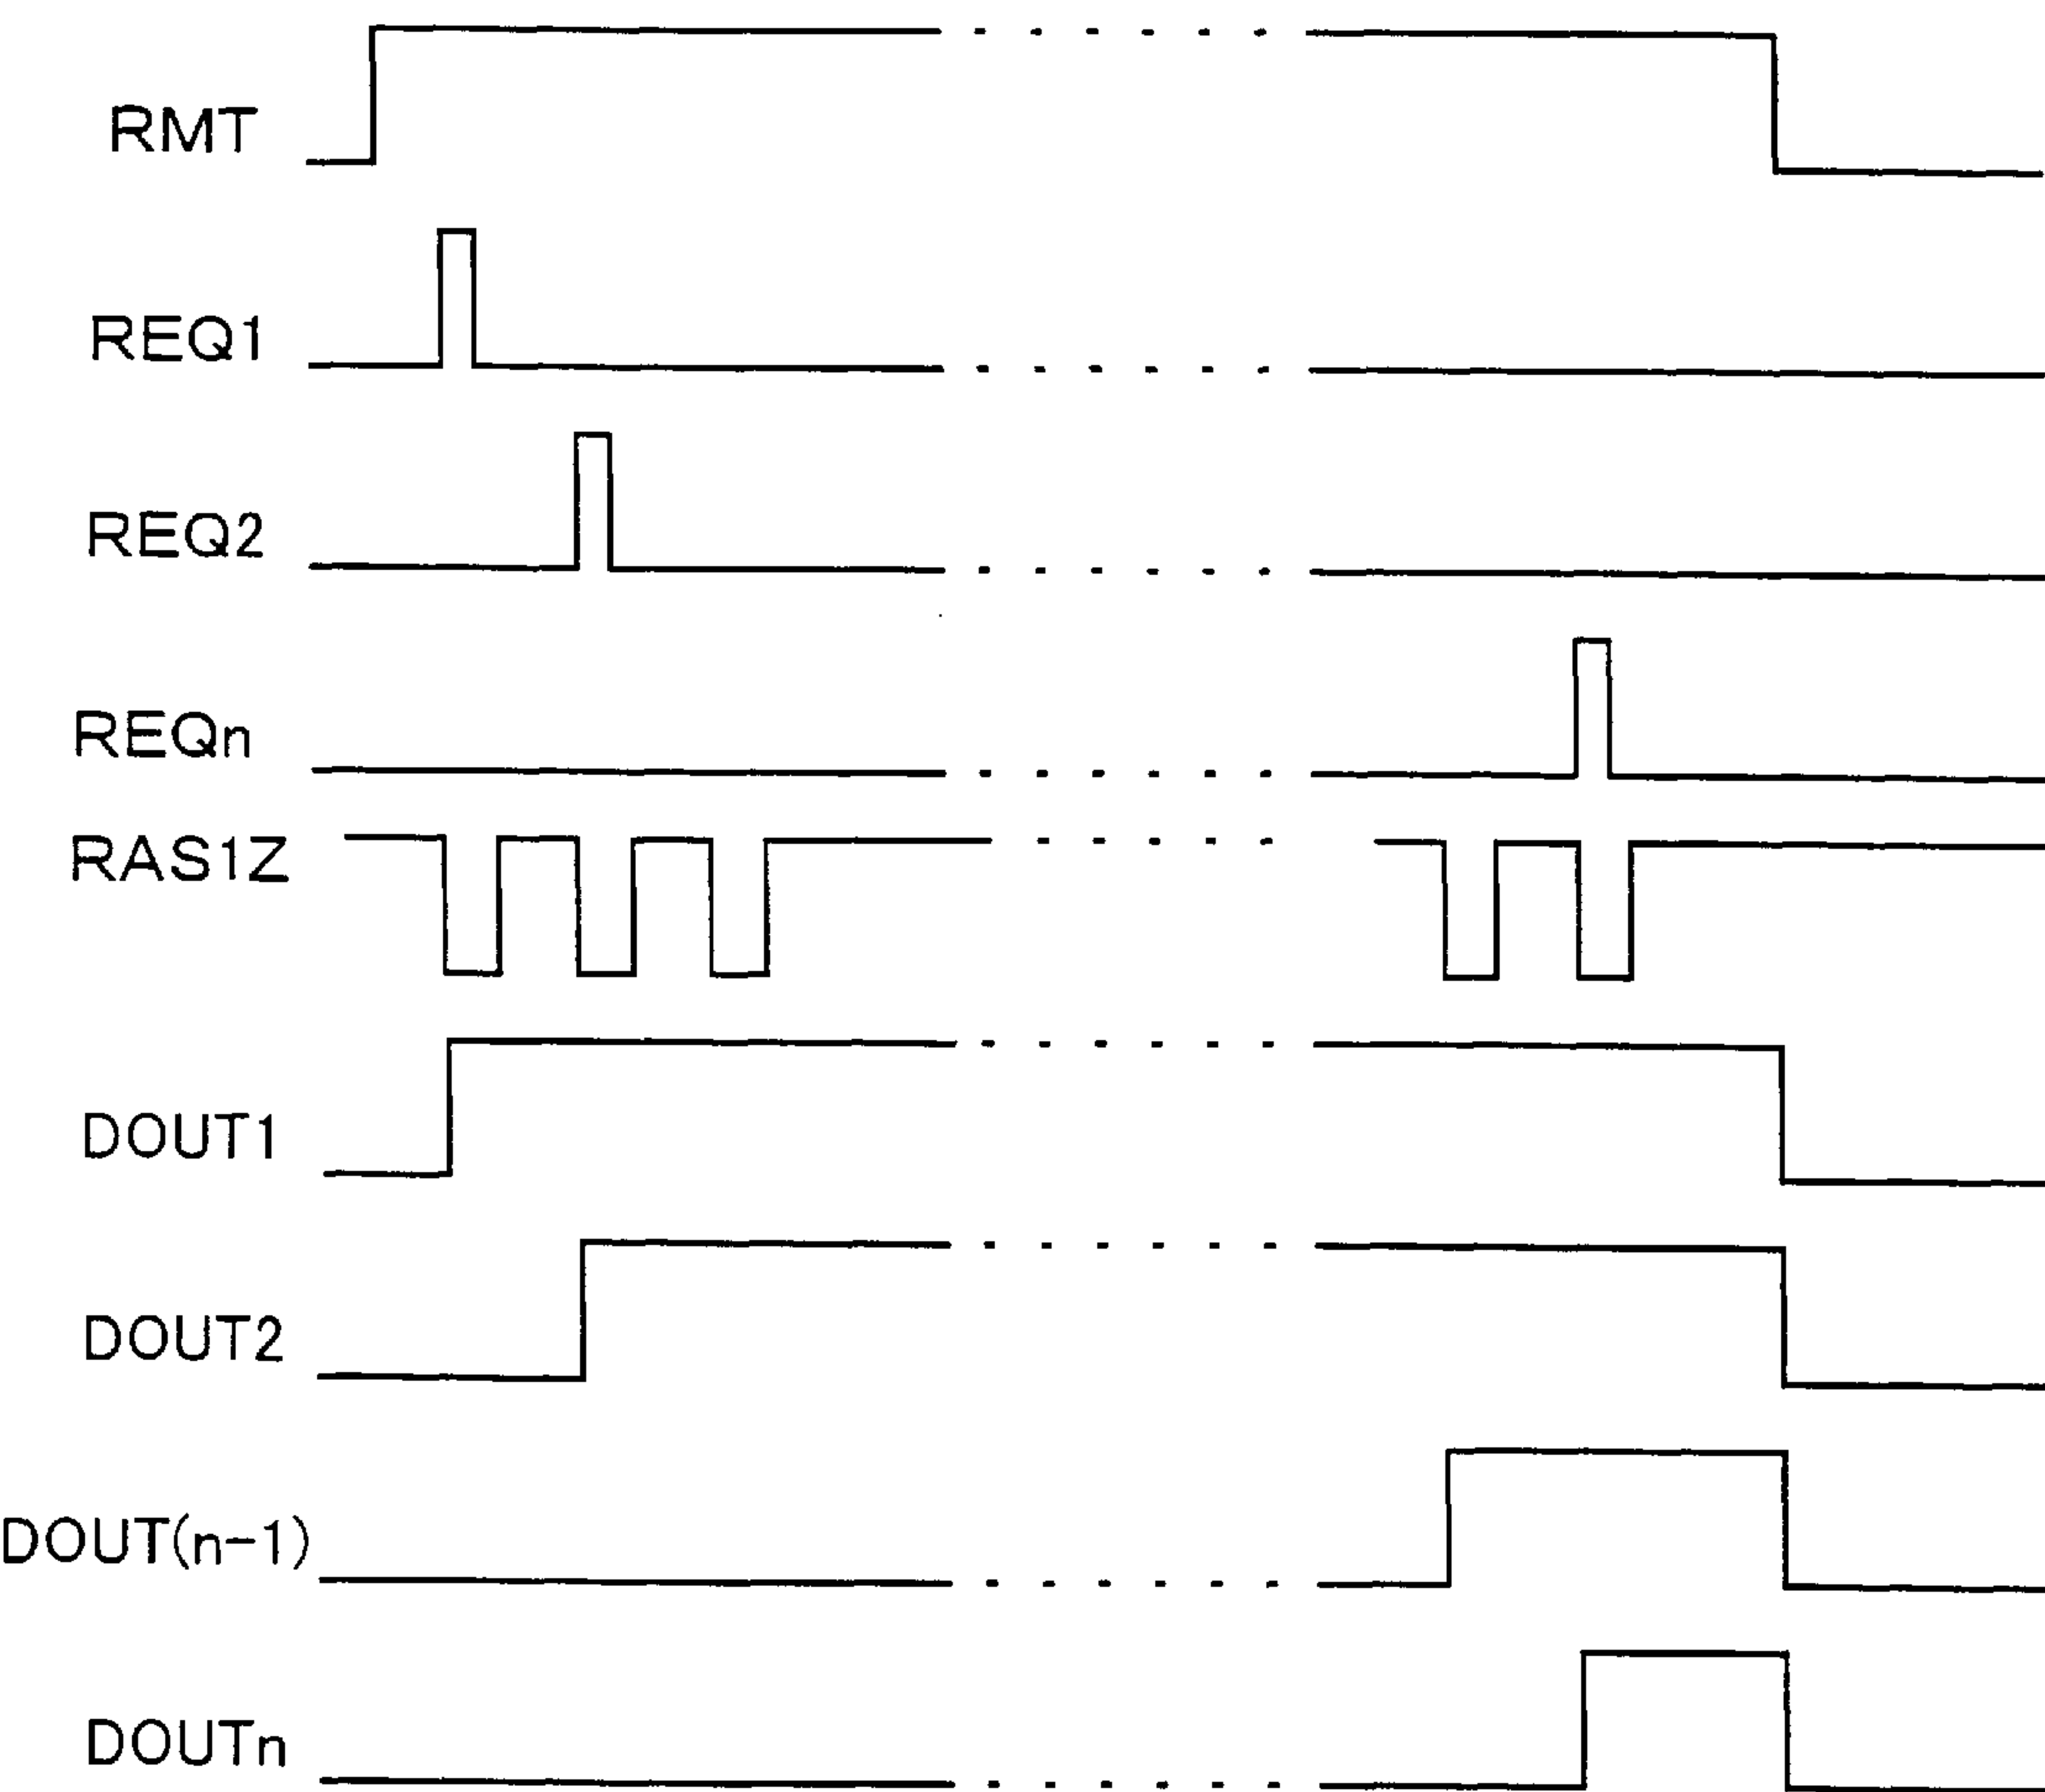 RMT
REQ1
REQ2
REQn
RAS1Z
DOUT1
DOUT2
DOUT(n-1)
DOUTn